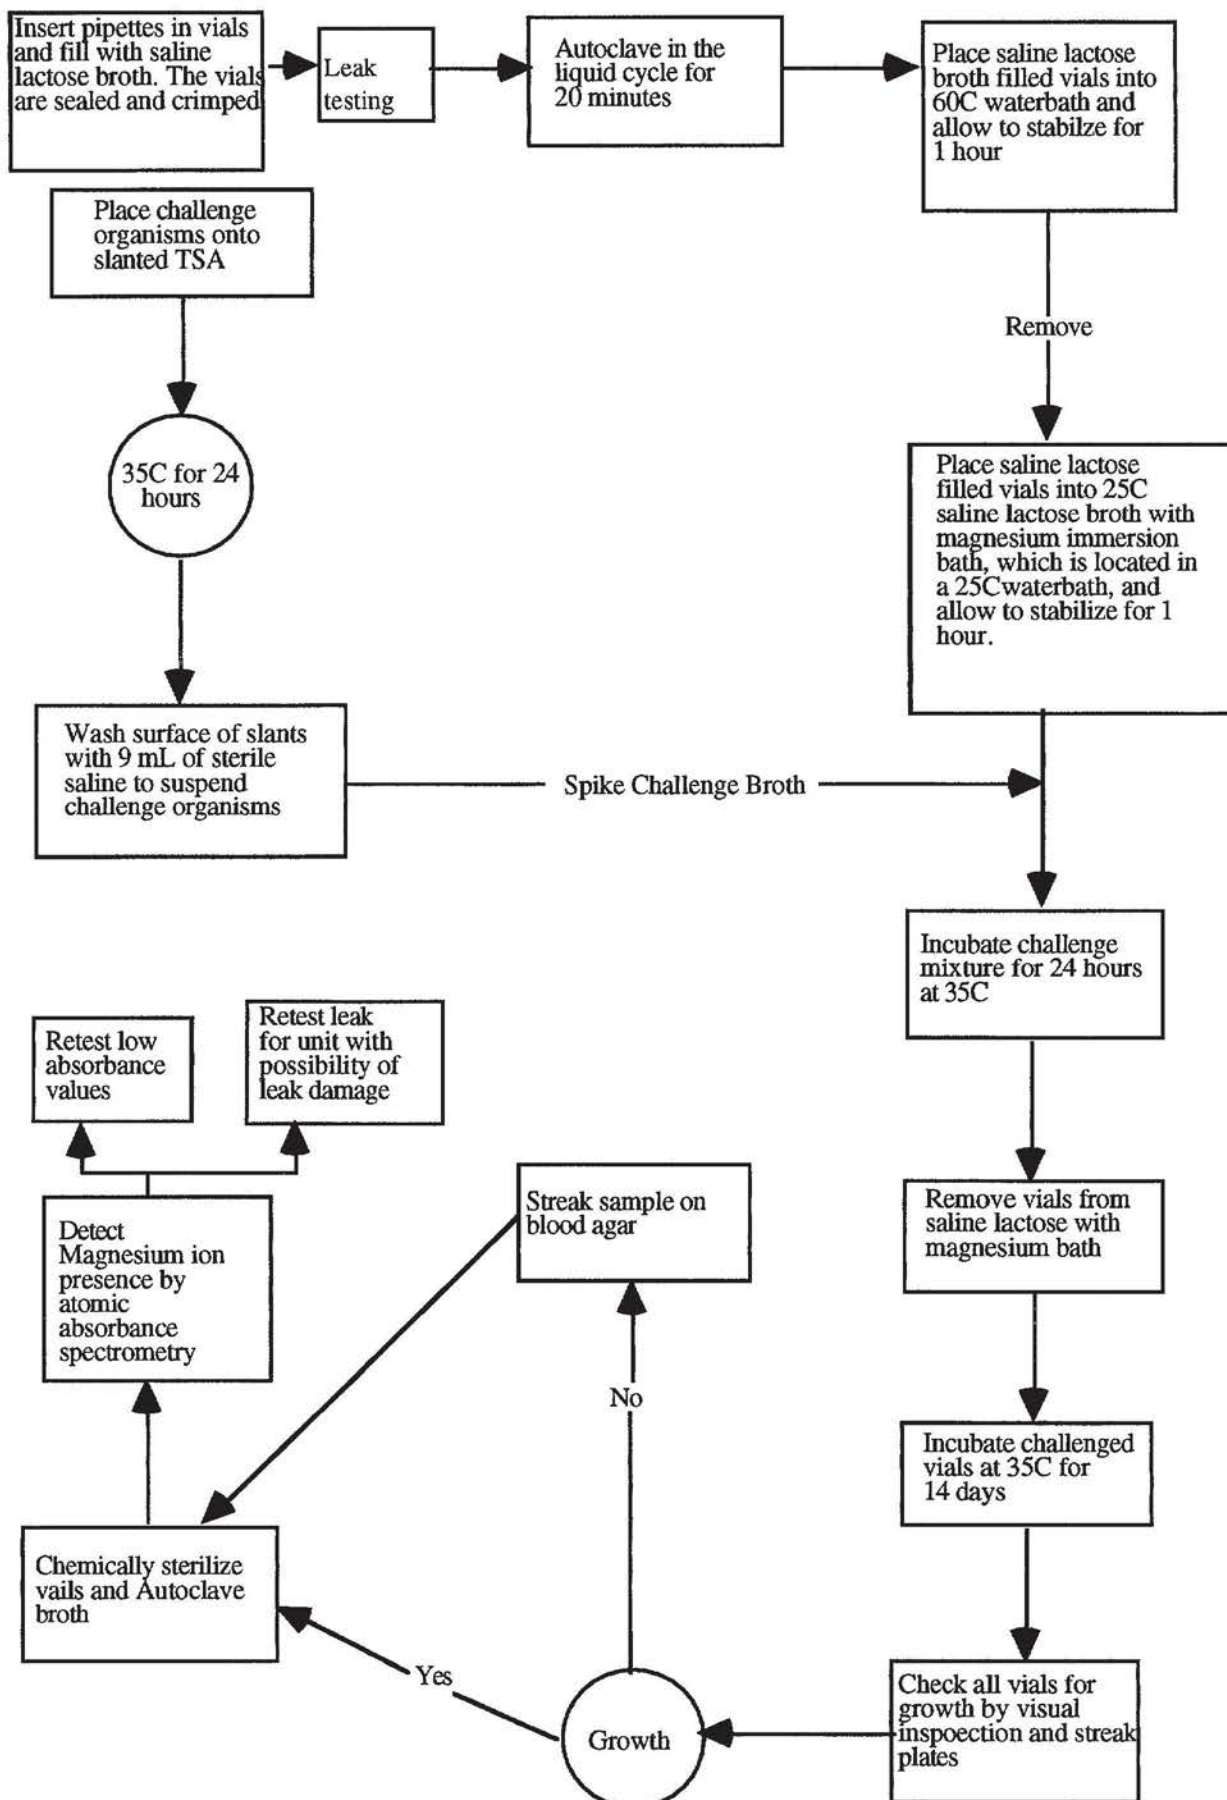 Insert pipettes in vials
and fill with saline
lactose broth. The vials
are sealed and crimped
Leak
testing
Autoclave in the
liquid cycle for
20 minutes
Place saline lactose
broth filled vials into
60C waterbath and
allow to stabilze for
1 hour
Place challenge
organisms onto
slanted TSA
Remove
35C for 24
hours
Place saline lactose
filled vials into 25C
saline lactose broth with
magnesium immersion
bath, which is located in
a 25Cwaterbath, and
allow to stabilize for 1
hour.
Wash surface of slants
with 9 mL of sterile
saline to suspend
challenge organisms
Spike Challenge Broth
Incubate challenge
mixture for 24 hours
at 35C
Retest low
absorbance
values
Retest leak
for unit with
possibility of
leak damage
Remove vials from
saline lactose with
magnesium bath
Streak sample on
blood agar
Detect
Magnesium ion
presence by
atomic
absorbance
spectrometry
No
Incubate challenged
vials at 35C for
14 days
Chemically sterilize
vails and Autoclave
broth
Yes
Growth
Check all vials for
growth by visual
inspoection and streak
plates